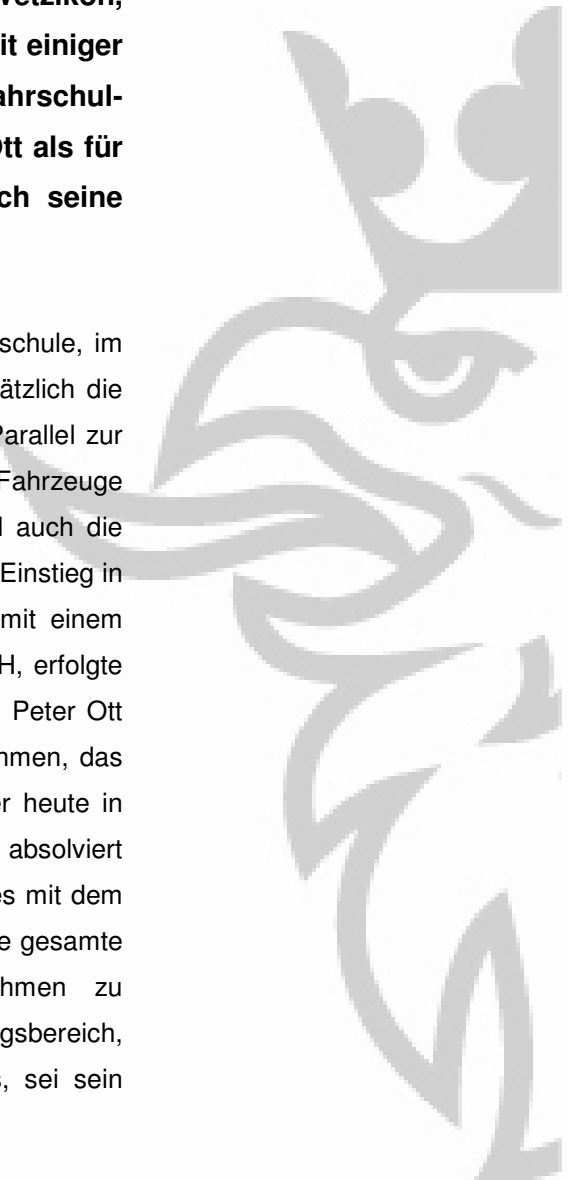 Wetzikon,
it einiger
ahrschul-
Ott als für
ch seine
schule, im
ätzlich die
Parallel zur
Fahrzeuge
auch die
Einstieg in
mit einem
H, erfolgte
Peter Ott
hmen, das
er heute in
absolviert
es mit dem
e gesamte
hmen zu
gsbereich,
, sei sein